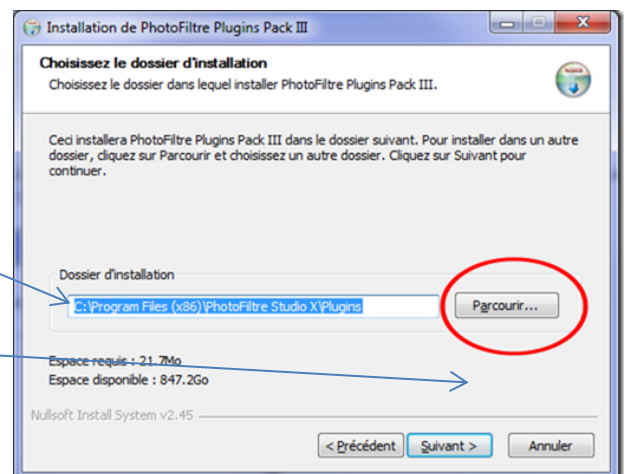 Installation de PhotoFiltre Plugins Pack III
Choisissez le dossier d'installation
Choisissez le dossier dans lequel installer PhotoFiltre Plugins Pack III.
Ceci installera PhotoFiltre Plugins Pack III dans le dossier suivant. Pour installer dans un autre
dossier, cliquez sur Parcourir et choisissez un autre dossier. Cliquez sur Suivant pour
continuer.
Dossier d'installation
C:\Program Files (x86)\PhotoFiltre Studio X\Plugins
Parcourir...
Espace requis : 21.7Mo
Espace disponible : 847.2Go
Nullsoft Install System v2.45
< Précédent
Suivant >
Annuler